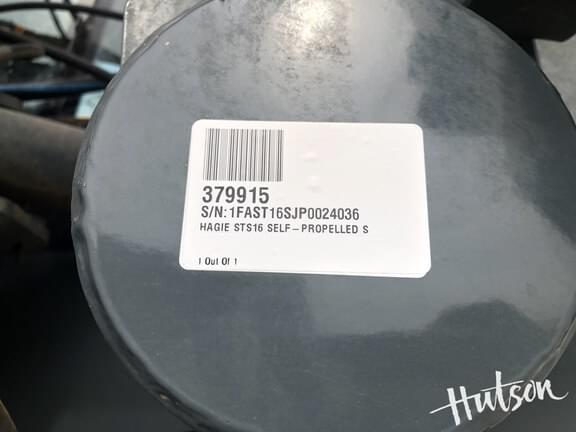 379915
S/N:1FAST16SJP0024036
HAGIE STS16 SELF-PROPELLED S
1 Out Of 1
Hutson